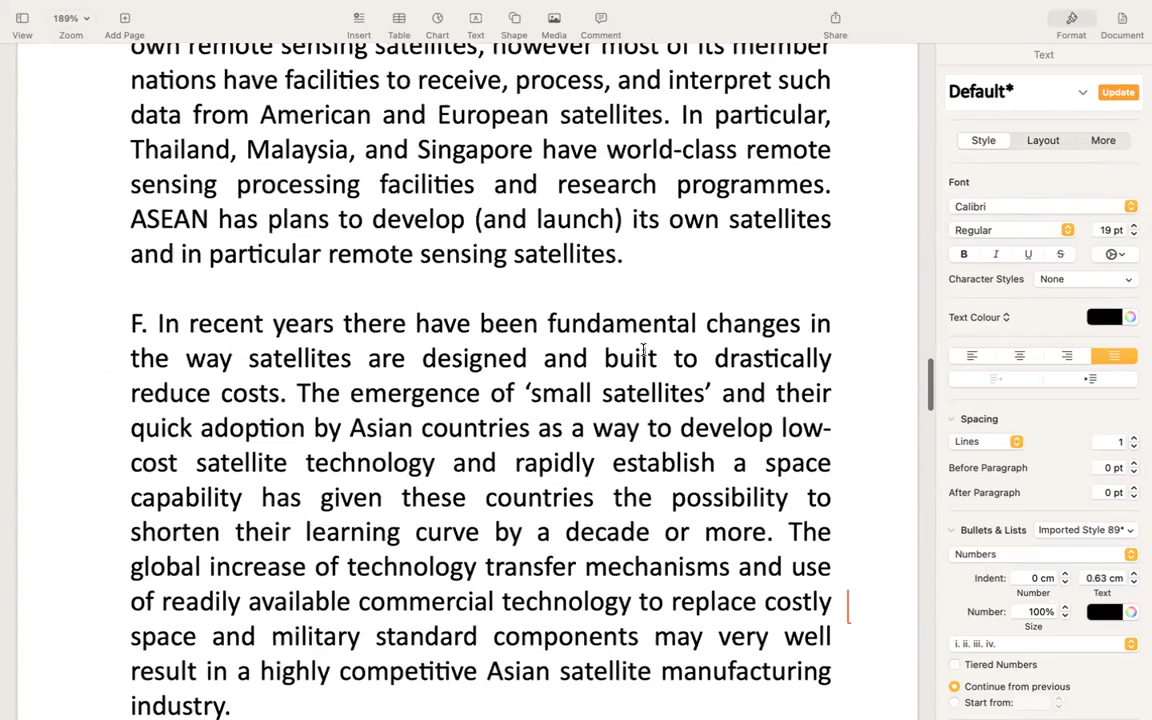 189%
View
Zoom
Add Page
Insert
Table
Chart
Text
Shape
Media
Comment
Share
Format
Document
own remote sensing satellites, however most of its member
nations have facilities to receive, process, and interpret such
data from American and European satellites. In particular,
Thailand, Malaysia, and Singapore have world-class remote
sensing processing facilities and research programmes.
ASEAN has plans to develop (and launch) its own satellites
and in particular remote sensing satellites.
F. In recent years there have been fundamental changes in
the way satellites are designed and built to drastically
reduce costs. The emergence of ‘small satellites’ and their
quick adoption by Asian countries as a way to develop low-
cost satellite technology and rapidly establish a space
capability has given these countries the possibility to
shorten their learning curve by a decade or more. The
global increase of technology transfer mechanisms and use
of readily available commercial technology to replace costly
space and military standard components may very well
result in a highly competitive Asian satellite manufacturing
industry.
Text
Default*
Update
Style
Layout
More
Font
Calibri
Regular
19 pt
B I U S
Character Styles
None
Text Colour
Spacing
Lines
1
Before Paragraph
0 pt
After Paragraph
0 pt
Bullets & Lists
Imported Style 89*
Numbers
Indent:
0 cm
0.63 cm
Number
Text
Number:
100%
Size
i. ii. iii. iv.
Tiered Numbers
Continue from previous
Start from: